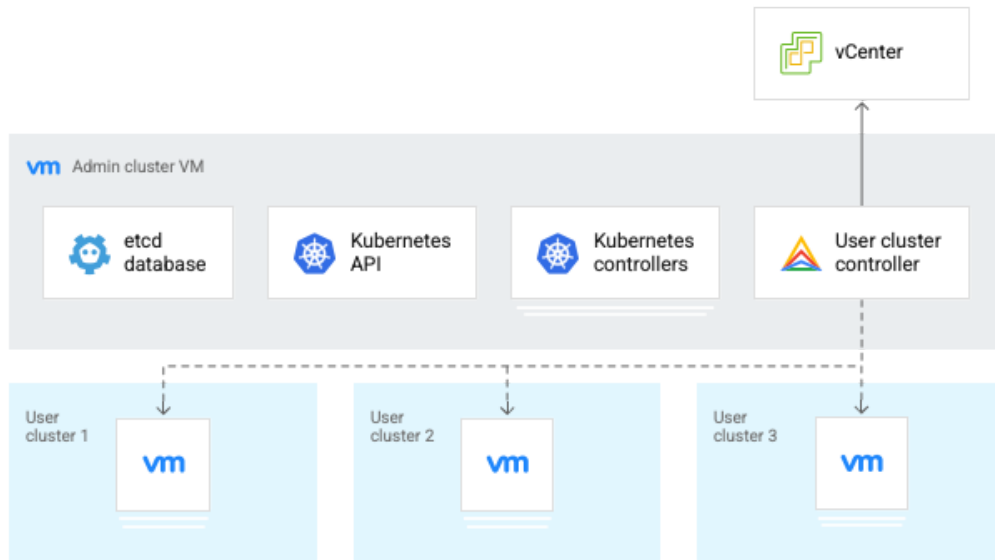 vCenter
vm Admin cluster VM
etcd
database
Kubernetes
API
Kubernetes
controllers
User cluster
controller
User
cluster 1
vm
User
cluster 2
vm
User
cluster 3
vm